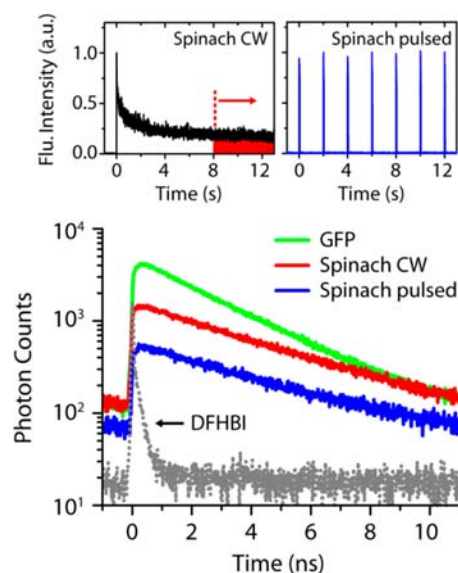 Spinach CW
Spinach pulsed
Flu. Intensity (a.u.)
1.0
0.5
0.0
0 4 8 12
0 4 8 12
Time (s)
Time (s)
GFP
Spinach CW
Spinach pulsed
DFHBI
Photon Counts
10⁴
10³
10²
10¹
0 2 4 6 8 10
Time (ns)